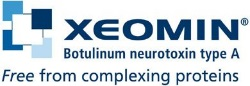 XEOMIN®
Botulinum neurotoxin type A
Free from complexing proteins